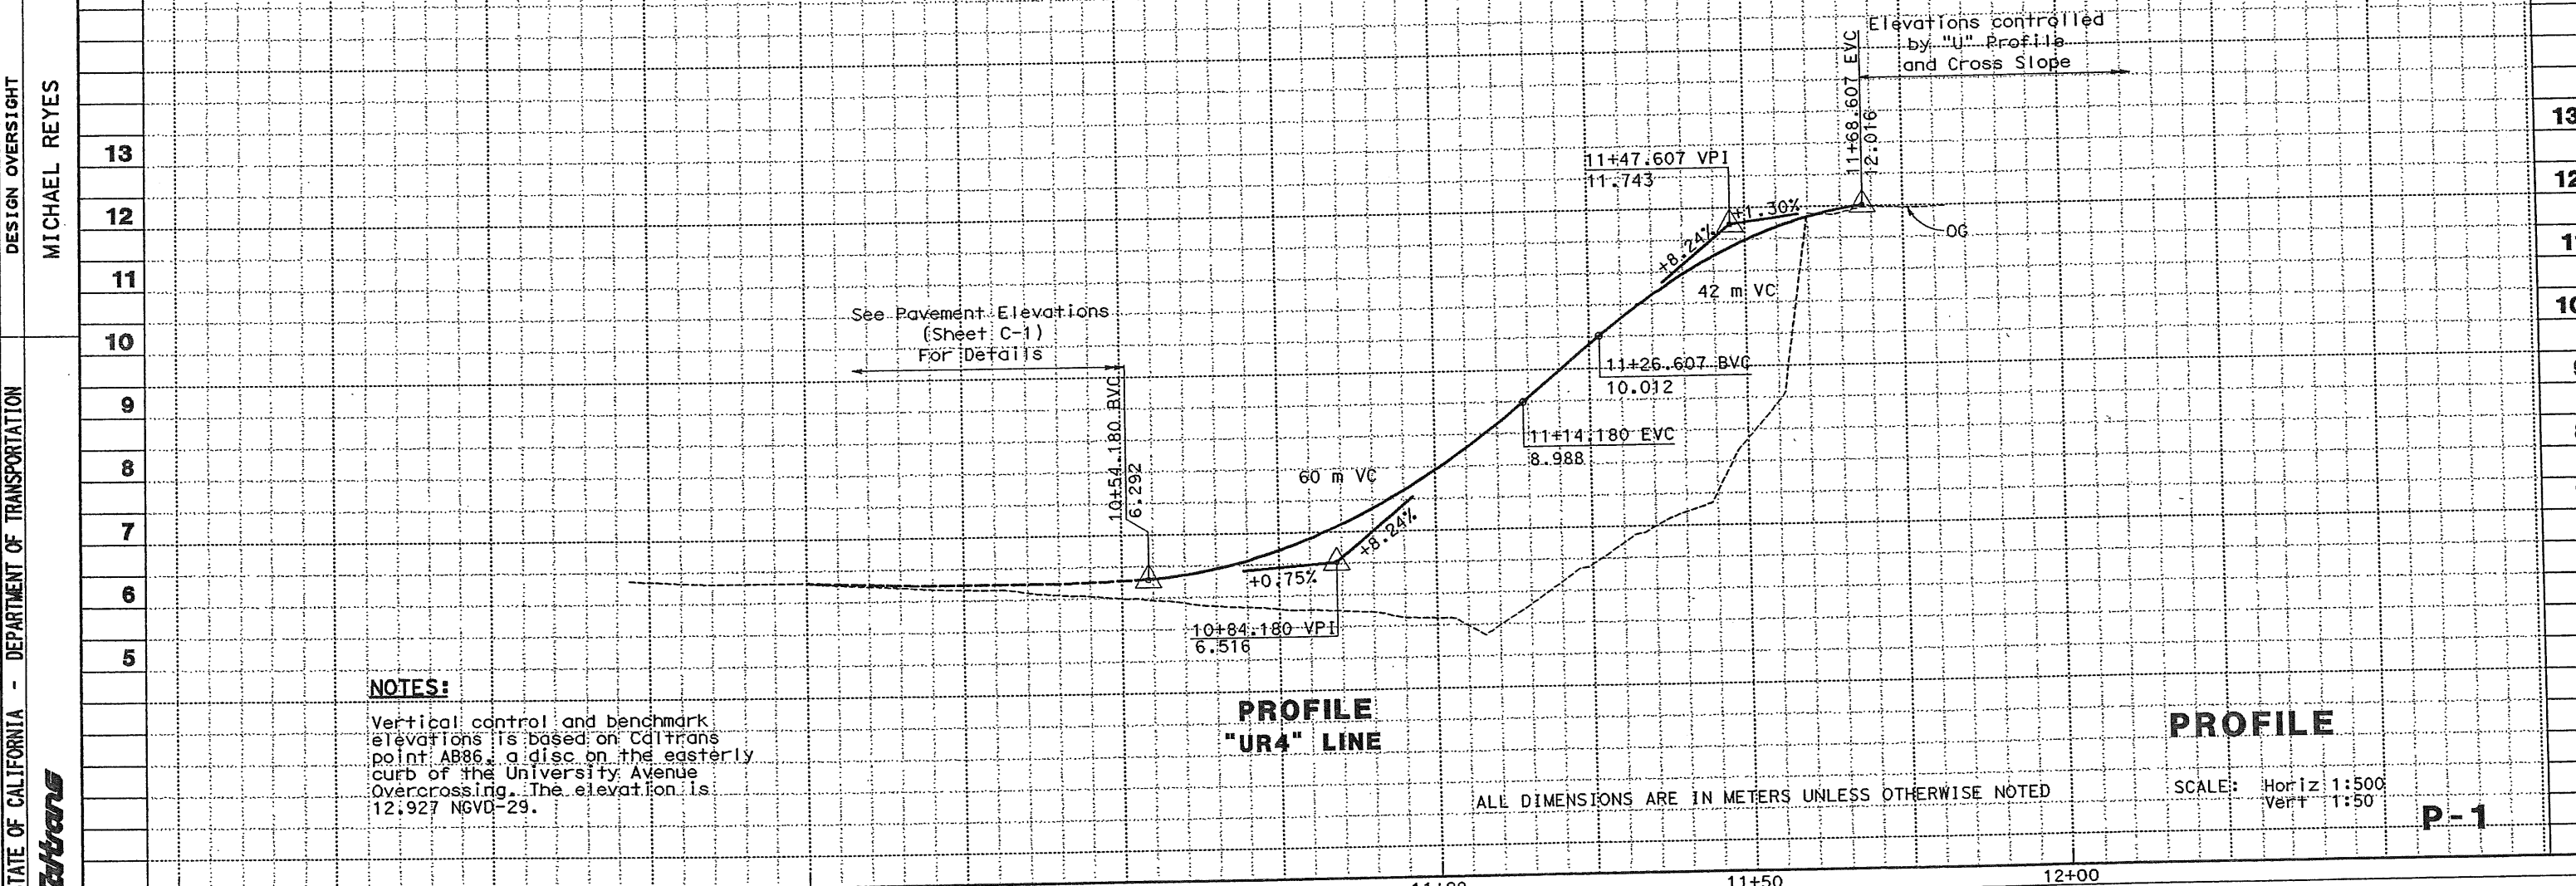 DESIGN OVERSIGHT
MICHAEL REYES
DEPARTMENT OF TRANSPORTATION
-
TATE OF CALIFORNIA
Caltrans
13
12
11
10
9
8
7
6
5
Elevations controlled
by "U" Profile
and Cross Slope
11+68.607 EVC
12.016
11+47.607 VPI
11.743
+1.30%
+8.24%
OG
42 m VC
See Pavement Elevations
(Sheet C-1)
For Details
11+26.607 BVC
10.012
10+54.180 BVC
6.292
11+14.180 EVC
8.988
60 m VC
+8.24%
+0.75%
10+84.180 VPI
6.516
NOTES:
Vertical control and benchmark
elevations is based on Caltrans
point AB86, a disc on the easterly
curb of the University Avenue
Overcrossing. The elevation is
12.927 NGVD-29.
PROFILE
"UR4" LINE
PROFILE
ALL DIMENSIONS ARE IN METERS UNLESS OTHERWISE NOTED
SCALE: Horiz 1:500
Vert 1:50
P-1
11+50
12+00
13
12